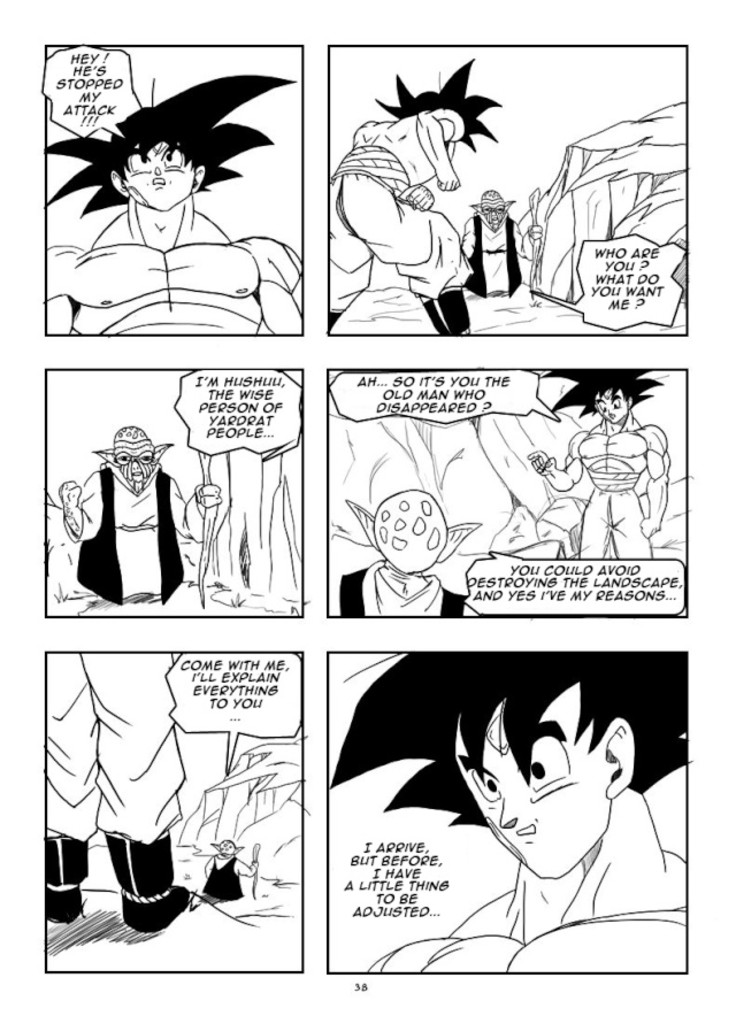 HEY !
HE'S
STOPPED
MY
ATTACK
!!!
WHO ARE
YOU ?
WHAT DO
YOU WANT
ME ?
I'M HUSHUU,
THE WISE
PERSON OF
YARDRAT
PEOPLE...
AH... SO IT'S YOU THE
OLD MAN WHO
DISAPPEARED ?
YOU COULD AVOID
DESTROYING THE LANDSCAPE,
AND YES I'VE MY REASONS...
COME WITH ME,
I'LL EXPLAIN
EVERYTHING
TO YOU
...
I ARRIVE,
BUT BEFORE,
I HAVE
A LITTLE THING
TO BE
ADJUSTED...
38